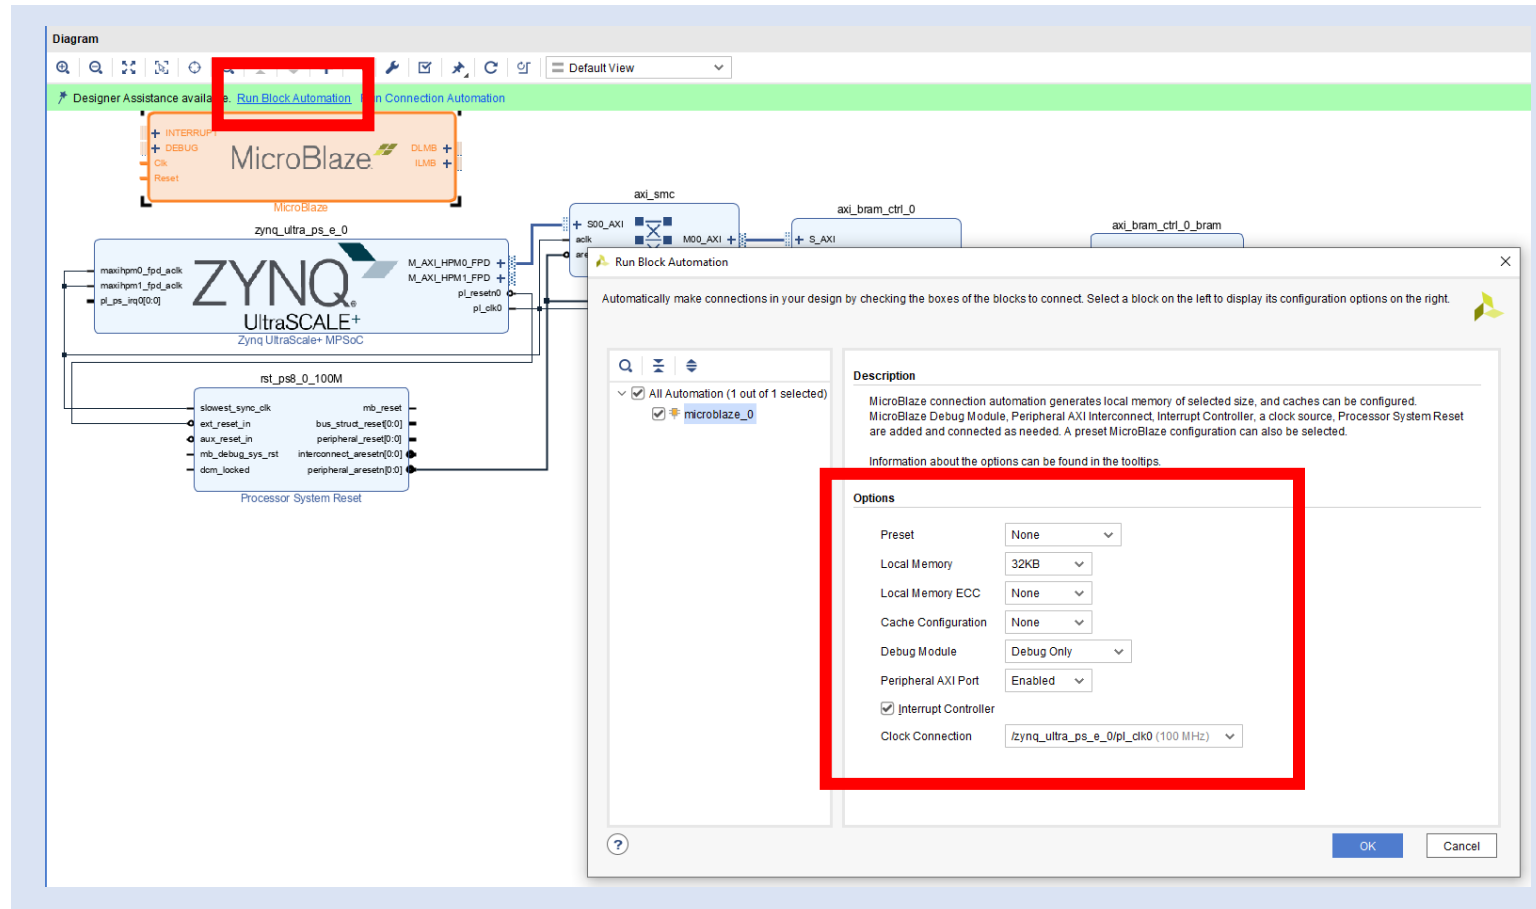 Diagram
Default View
Designer Assistance available. Run Block Automation Run Connection Automation
INTERRUPT
DEBUG
Clk
Reset
MicroBlaze
DLMB
ILMB
MicroBlaze
zynq_ultra_ps_e_0
maxihpm0_fpd_aclk
maxihpm1_fpd_aclk
pl_ps_irq0[0:0]
ZYNQ
UltraSCALE+
M_AXI_HPM0_FPD
M_AXI_HPM1_FPD
pl_resetn0
pl_clk0
Zynq UltraScale+ MPSoC
rst_ps8_0_100M
slowest_sync_clk
ext_reset_in
aux_reset_in
mb_debug_sys_rst
dcm_locked
mb_reset
bus_struct_reset[0:0]
peripheral_reset[0:0]
interconnect_aresetn[0:0]
peripheral_aresetn[0:0]
Processor System Reset
axi_smc
S00_AXI
aclk
M00_AXI
axi_bram_ctrl_0
S_AXI
axi_bram_ctrl_0_bram
Run Block Automation
Automatically make connections in your design by checking the boxes of the blocks to connect. Select a block on the left to display its configuration options on the right.
All Automation (1 out of 1 selected)
microblaze_0
Description
MicroBlaze connection automation generates local memory of selected size, and caches can be configured.
MicroBlaze Debug Module, Peripheral AXI Interconnect, Interrupt Controller, a clock source, Processor System Reset
are added and connected as needed. A preset MicroBlaze configuration can also be selected.
Information about the options can be found in the tooltips.
Options
Preset None
Local Memory 32KB
Local Memory ECC None
Cache Configuration None
Debug Module Debug Only
Peripheral AXI Port Enabled
Interrupt Controller
Clock Connection /zynq_ultra_ps_e_0/pl_clk0 (100 MHz)
?
OK
Cancel